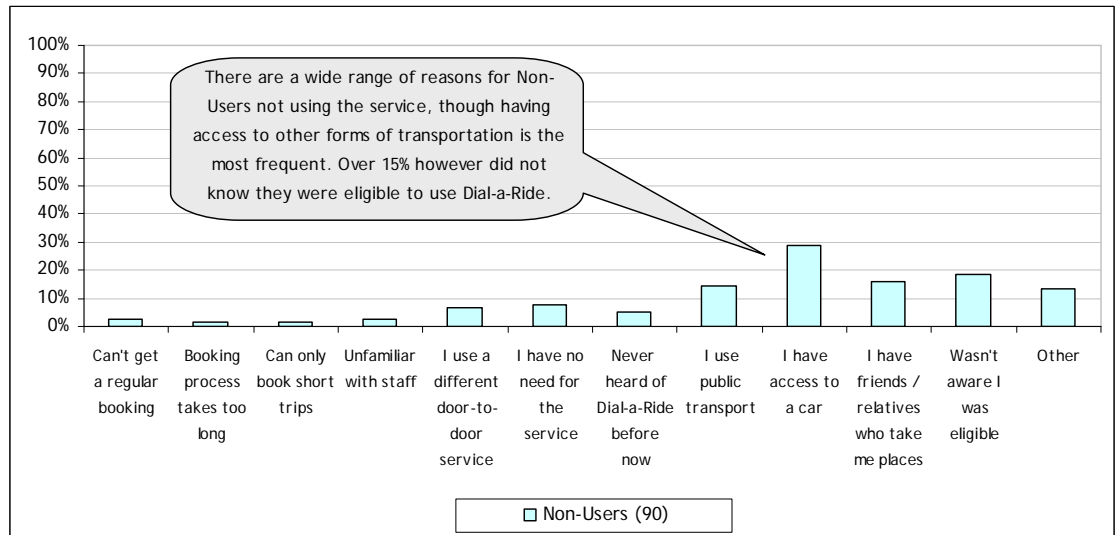 100%
90%
80%
70%
60%
50%
40%
30%
20%
10%
0%
There are a wide range of reasons for Non-
Users not using the service, though having
access to other forms of transportation is the
most frequent. Over 15% however did not
know they were eligible to use Dial-a-Ride.
Can't get
a regular
booking
Booking
process
takes too
long
Can only
book short
trips
Unfamiliar
with staff
I use a
different
door-to-
door
service
I have no
need for
the
service
Never
heard of
Dial-a-Ride
before
now
I use
public
transport
I have
access to
a car
I have
friends /
relatives
who take
me places
Wasn't
aware I
was
eligible
Other
Non-Users (90)